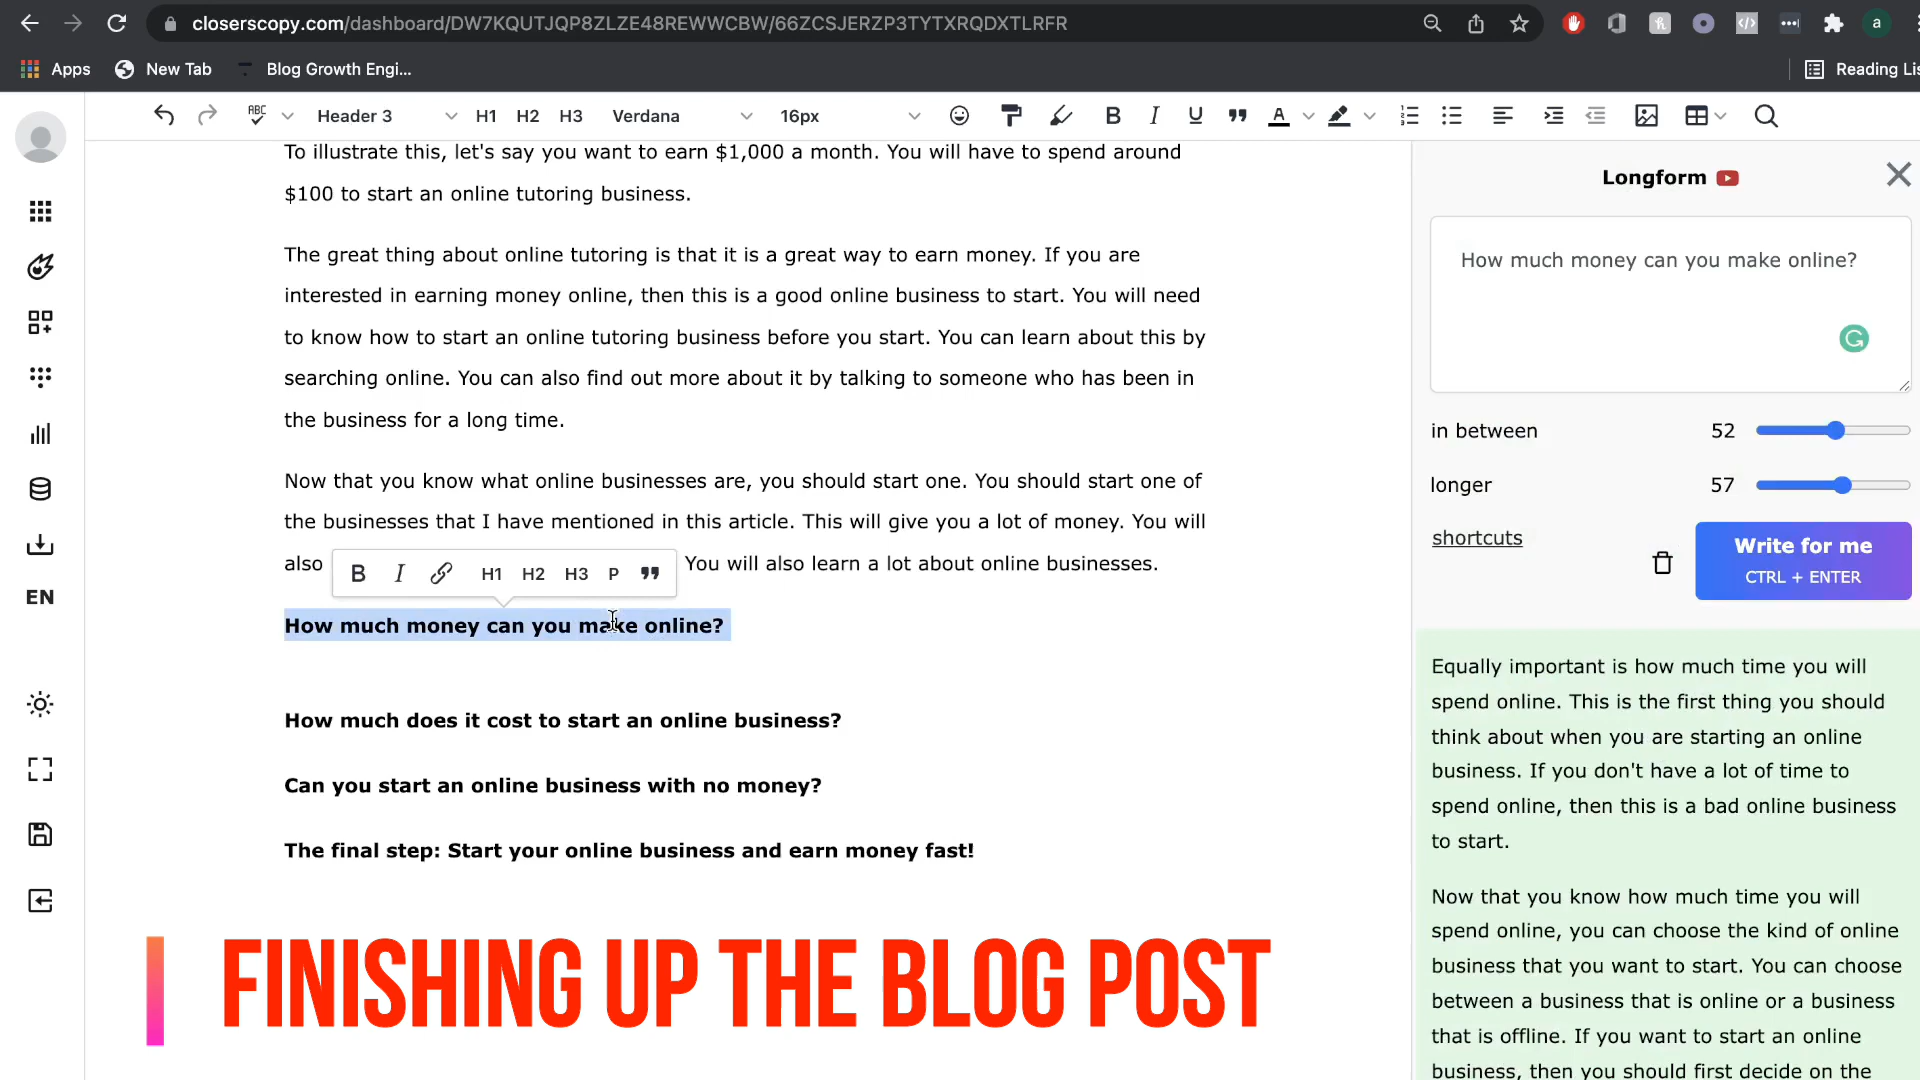 closerscopy.com/dashboard/DW7KQUTJQP8ZLZE48REWWCBW/66ZCSJERZP3TYTXRQDXTLRFR
a
Apps
New Tab
Blog Growth Engi...
Reading Lis
ABC
Header 3
H1
H2
H3
Verdana
16px
B
I
U
A
To illustrate this, let's say you want to earn $1,000 a month. You will have to spend around
$100 to start an online tutoring business.
The great thing about online tutoring is that it is a great way to earn money. If you are
interested in earning money online, then this is a good online business to start. You will need
to know how to start an online tutoring business before you start. You can learn about this by
searching online. You can also find out more about it by talking to someone who has been in
the business for a long time.
Now that you know what online businesses are, you should start one. You should start one of
the businesses that I have mentioned in this article. This will give you a lot of money. You will
also
You will also learn a lot about online businesses.
B I H1 H2 H3 P
How much money can you make online?
How much does it cost to start an online business?
Can you start an online business with no money?
The final step: Start your online business and earn money fast!
FINISHING UP THE BLOG POST
EN
Longform
How much money can you make online?
in between 52
longer 57
shortcuts
Write for me
CTRL + ENTER
Equally important is how much time you will
spend online. This is the first thing you should
think about when you are starting an online
business. If you don't have a lot of time to
spend online, then this is a bad online business
to start.
Now that you know how much time you will
spend online, you can choose the kind of online
business that you want to start. You can choose
between a business that is online or a business
that is offline. If you want to start an online
business, then you should first decide on the